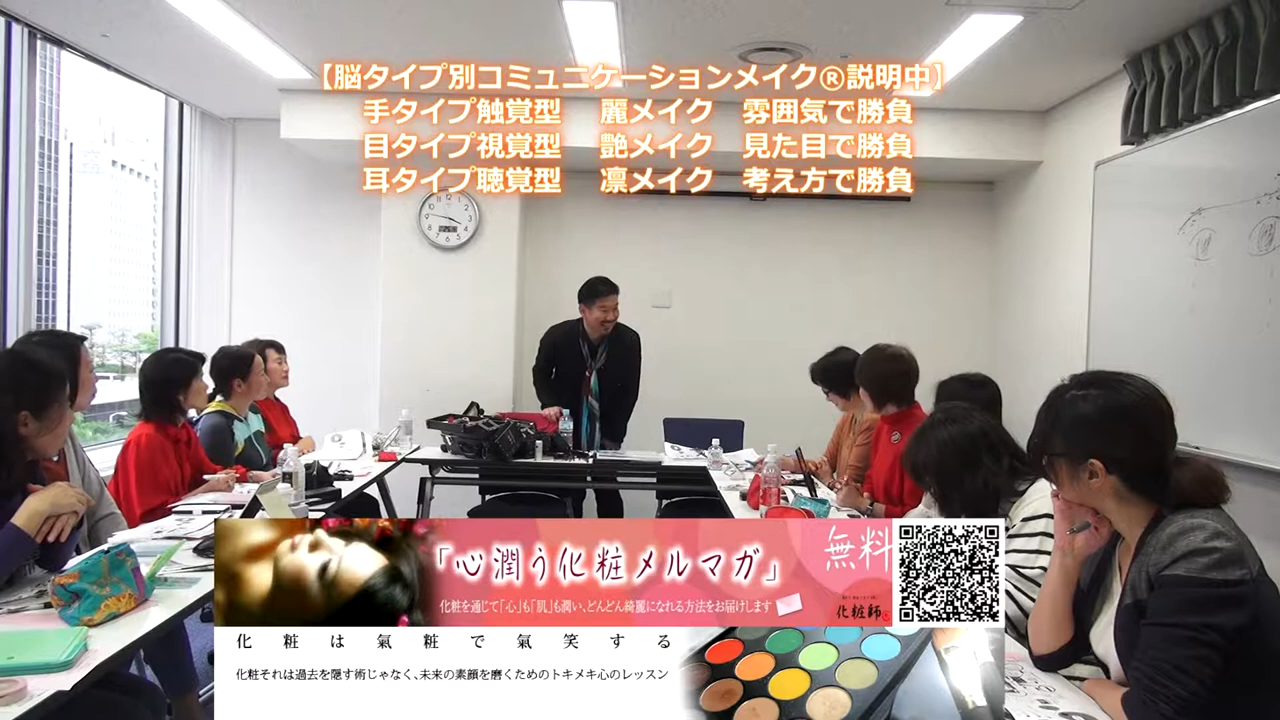 【脳タイプ別コミュニケーションメイク®説明中】
手タイプ触覚型 麗メイク 雰囲気で勝負
目タイプ視覚型 艶メイク 見た目で勝負
耳タイプ聴覚型 凛メイク 考え方で勝負
「心潤う化粧メルマガ」 無料
化粧を通じて「心」も「肌」も潤い、どんどん綺麗になれる方法をお届けします
化粧師
化粧は氣粧で氣笑する
化粧それは過去を隠す術じゃなく、未来の素顔を磨くためのトキメキ心のレッスン